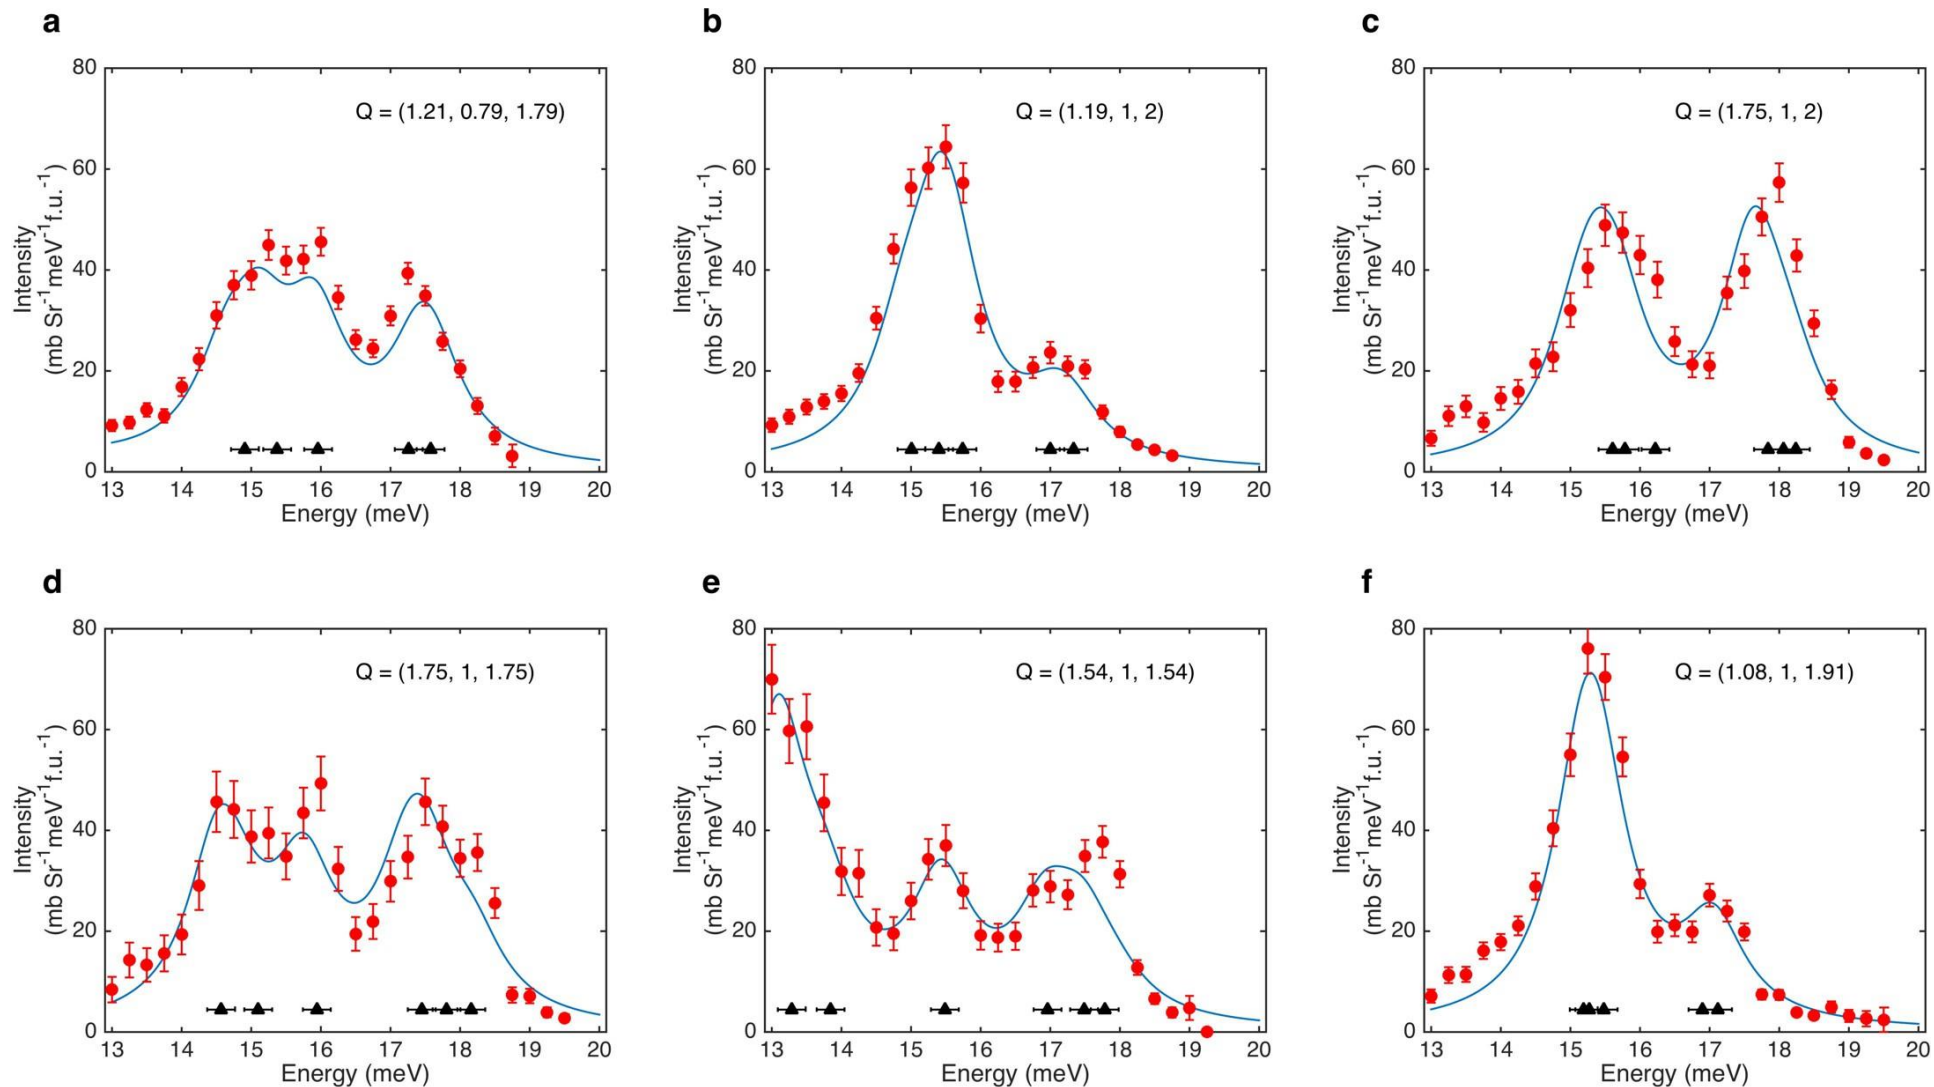 a
Q = (1.21, 0.79, 1.79)
Intensity
(mb Sr⁻¹meV⁻¹f.u.⁻¹)
80
60
40
20
0
13 14 15 16 17 18 19 20
Energy (meV)
b
Q = (1.19, 1, 2)
Intensity
(mb Sr⁻¹meV⁻¹f.u.⁻¹)
80
60
40
20
0
13 14 15 16 17 18 19 20
Energy (meV)
c
Q = (1.75, 1, 2)
Intensity
(mb Sr⁻¹meV⁻¹f.u.⁻¹)
80
60
40
20
0
13 14 15 16 17 18 19 20
Energy (meV)
d
Q = (1.75, 1, 1.75)
Intensity
(mb Sr⁻¹meV⁻¹f.u.⁻¹)
80
60
40
20
0
13 14 15 16 17 18 19 20
Energy (meV)
e
Q = (1.54, 1, 1.54)
Intensity
(mb Sr⁻¹meV⁻¹f.u.⁻¹)
80
60
40
20
0
13 14 15 16 17 18 19 20
Energy (meV)
f
Q = (1.08, 1, 1.91)
Intensity
(mb Sr⁻¹meV⁻¹f.u.⁻¹)
80
60
40
20
0
13 14 15 16 17 18 19 20
Energy (meV)